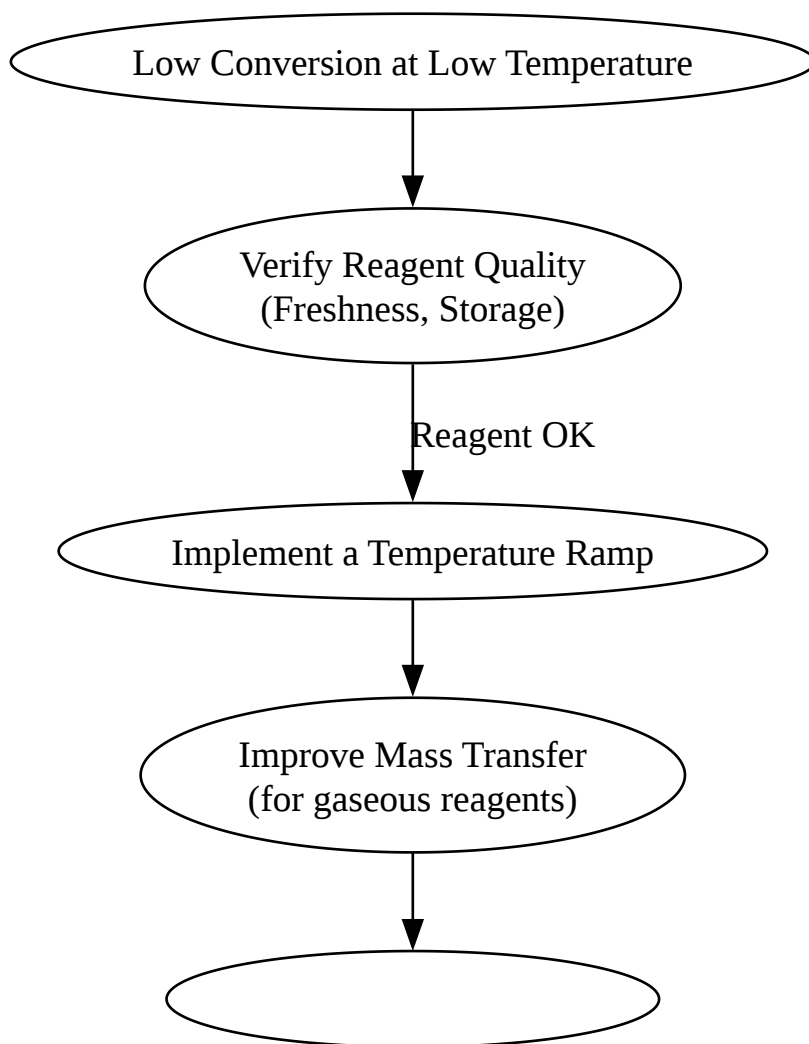 Low Conversion at Low Temperature
Verify Reagent Quality
(Freshness, Storage)
Reagent OK
Implement a Temperature Ramp
Improve Mass Transfer
(for gaseous reagents)